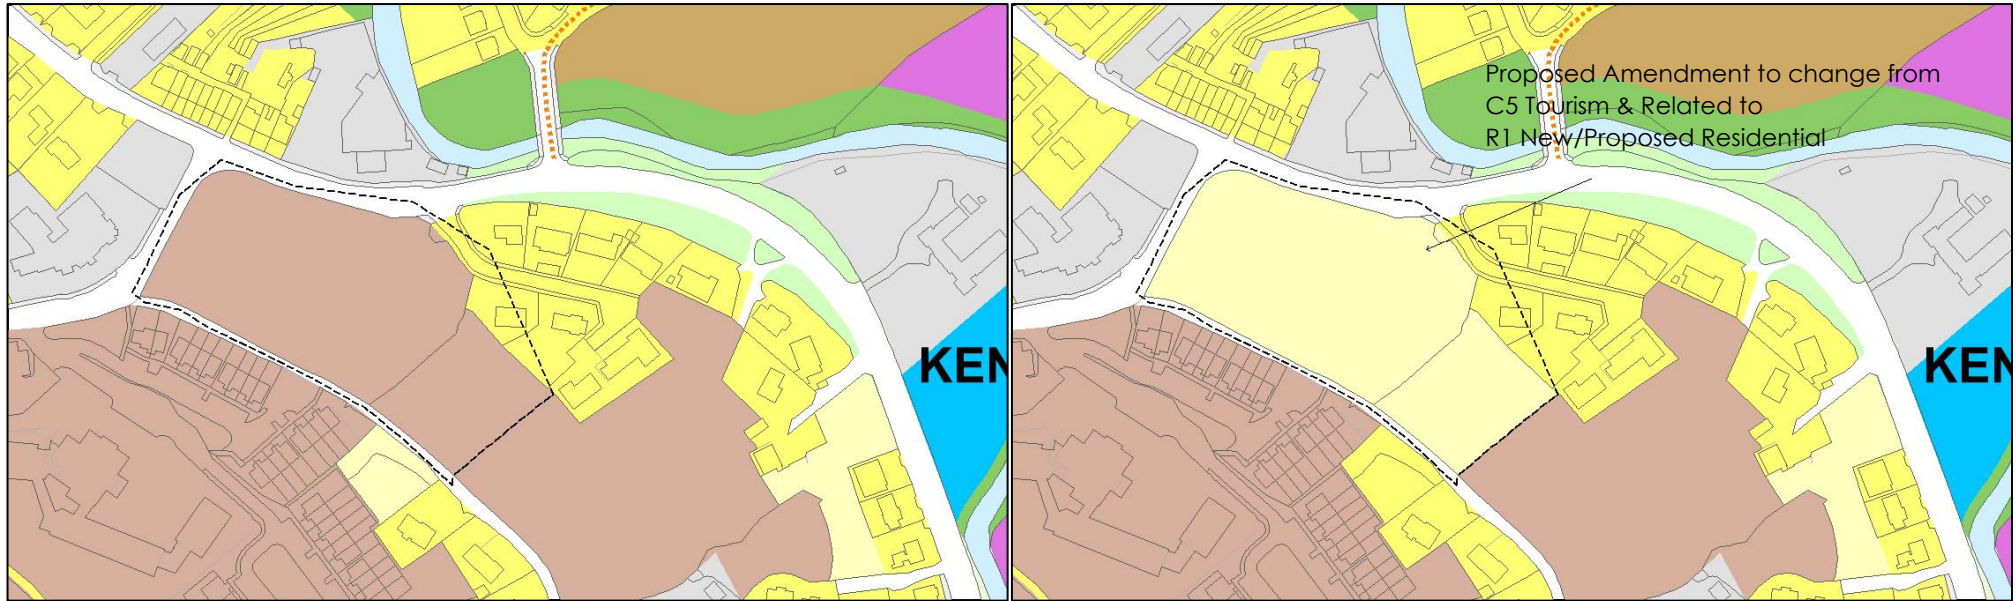 KEN
Proposed Amendment to change from
C5 Tourism & Related to
R1 New/Proposed Residential
KEN